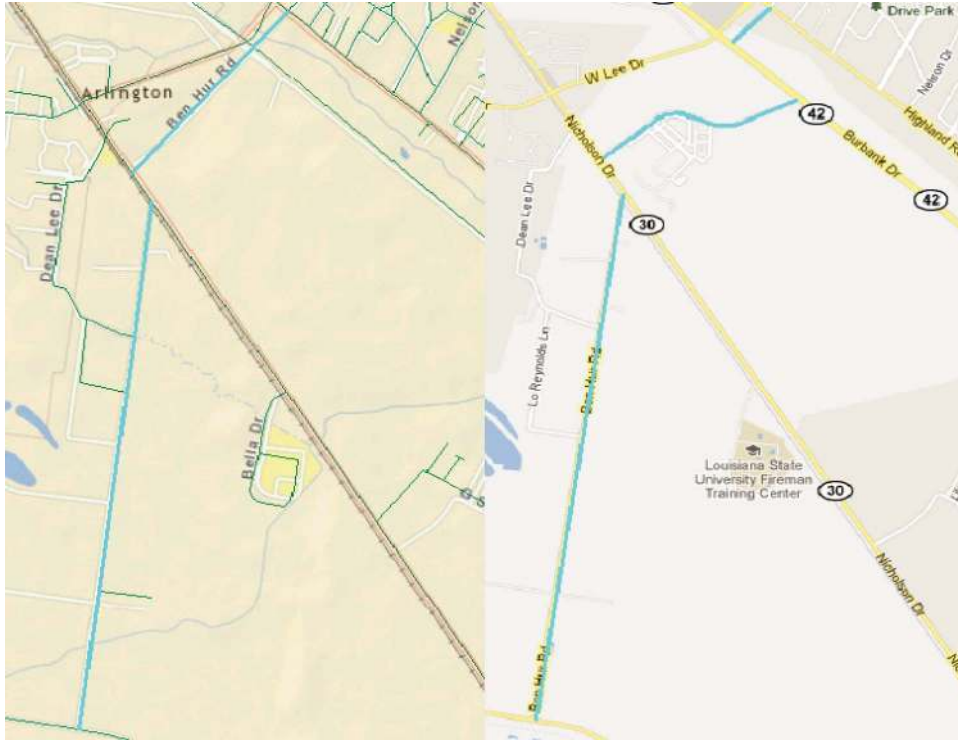 Arlington
Ben Hur Rd
Nelson
Dean Lee Dr
Bella Dr
Drive Park
Nelson Dr
W Lee Dr
Highland
42
Burbank Dr
42
Nicholson Dr
30
Dean Lee Dr
Lo Reynolds Ln
Ben Hur Rd
Louisiana State
University Fireman
Training Center
30
Nicholson Dr
Ben Hur Rd